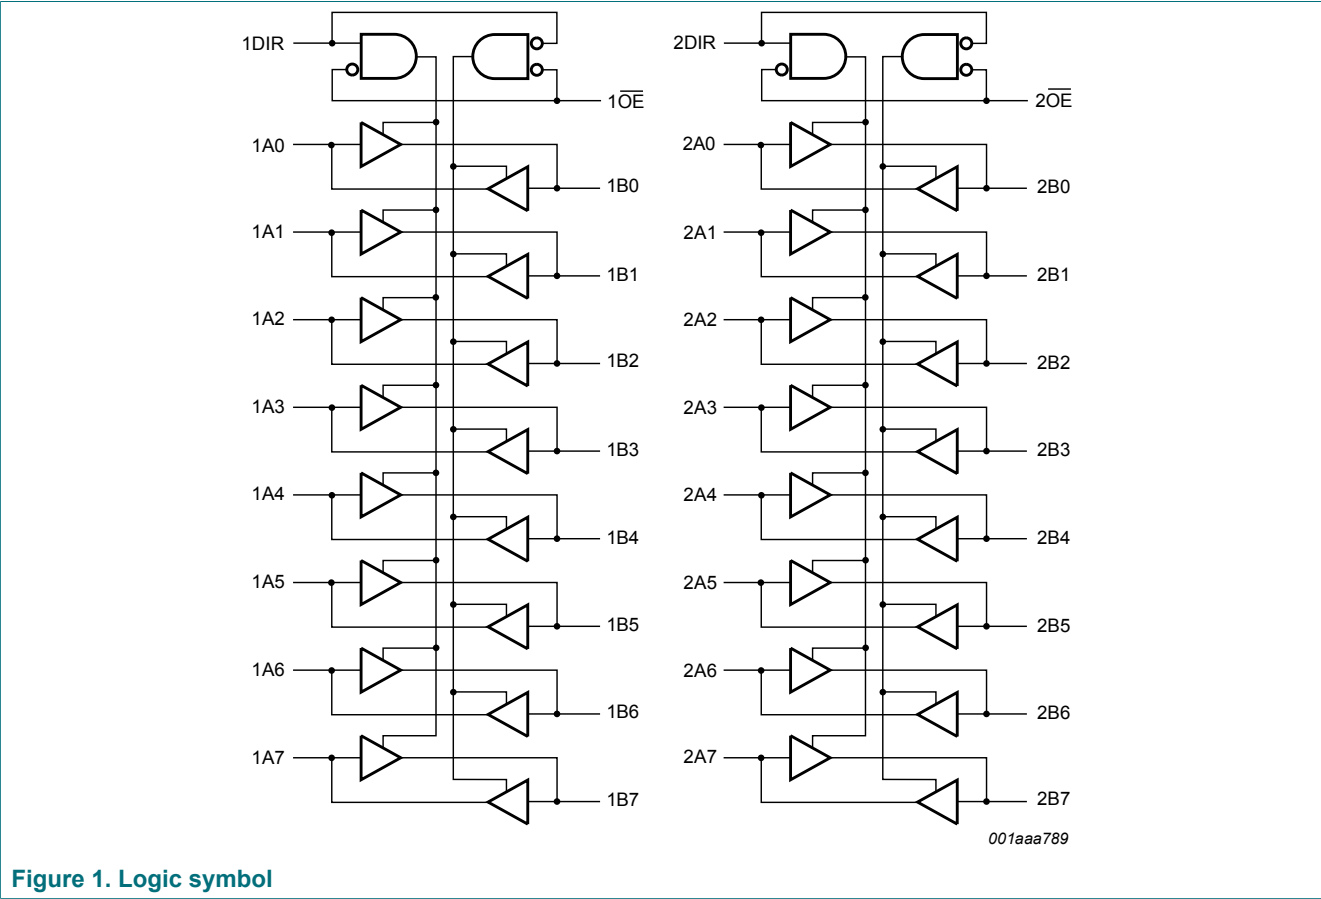 1DIR
1O̅E̅
1A0
1B0
1A1
1B1
1A2
1B2
1A3
1B3
1A4
1B4
1A5
1B5
1A6
1B6
1A7
1B7
2DIR
2O̅E̅
2A0
2B0
2A1
2B1
2A2
2B2
2A3
2B3
2A4
2B4
2A5
2B5
2A6
2B6
2A7
2B7
001aaa789
Figure 1. Logic symbol